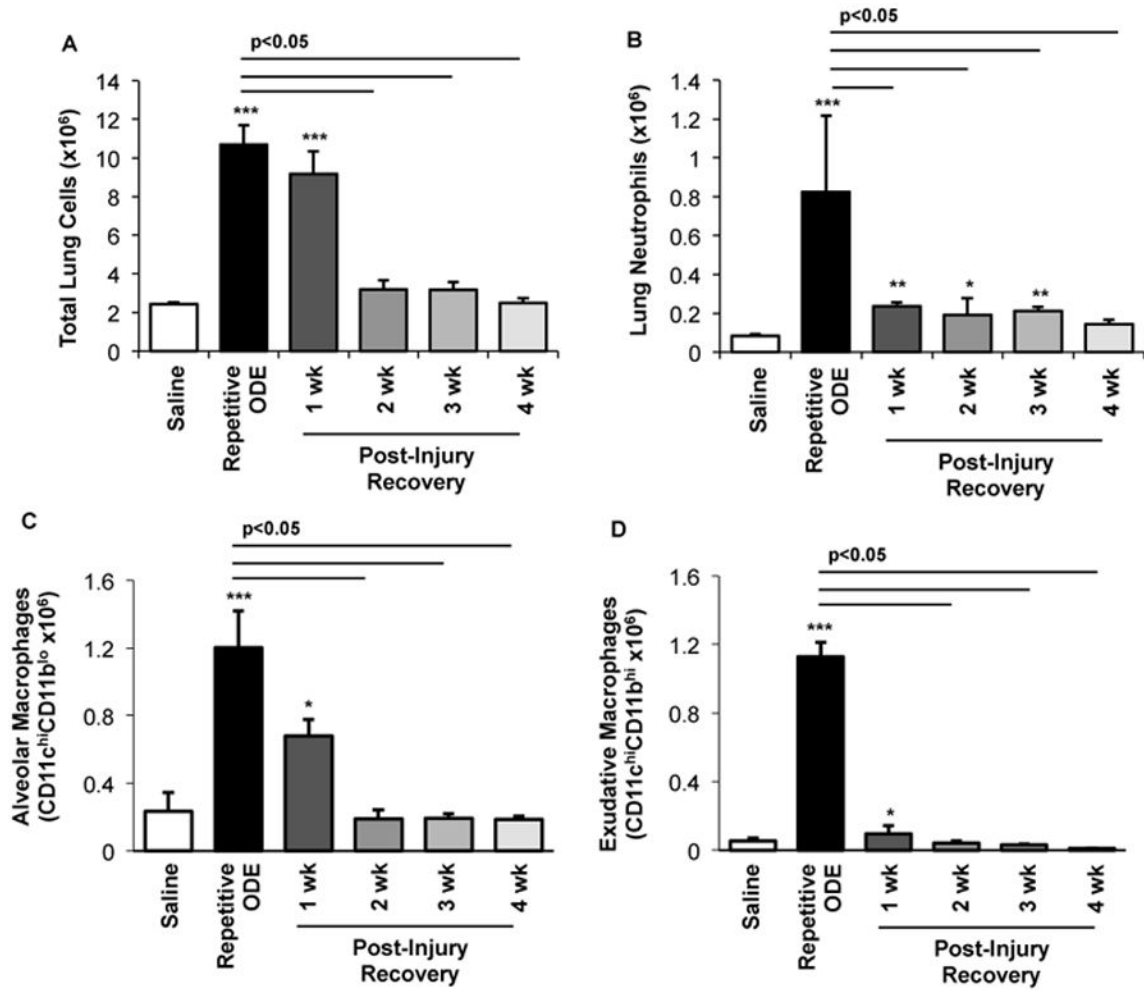 A
p<0.05
Total Lung Cells (x10⁶)
14
12
10
8
6
4
2
0
***
***
Saline
Repetitive
ODE
1 wk
2 wk
3 wk
4 wk
Post-Injury
Recovery
B
p<0.05
Lung Neutrophils (x10⁶)
1.4
1.2
1
0.8
0.6
0.4
0.2
0
***
**
*
**
Saline
Repetitive
ODE
1 wk
2 wk
3 wk
4 wk
Post-Injury
Recovery
C
p<0.05
Alveolar Macrophages
(CD11cʰⁱCD11bˡᵒ x10⁶)
1.6
1.2
0.8
0.4
0
***
*
Saline
Repetitive
ODE
1 wk
2 wk
3 wk
4 wk
Post-Injury
Recovery
D
p<0.05
Exudative Macrophages
(CD11cʰⁱCD11bʰⁱ x10⁶)
1.6
1.2
0.8
0.4
0
***
*
Saline
Repetitive
ODE
1 wk
2 wk
3 wk
4 wk
Post-Injury
Recovery